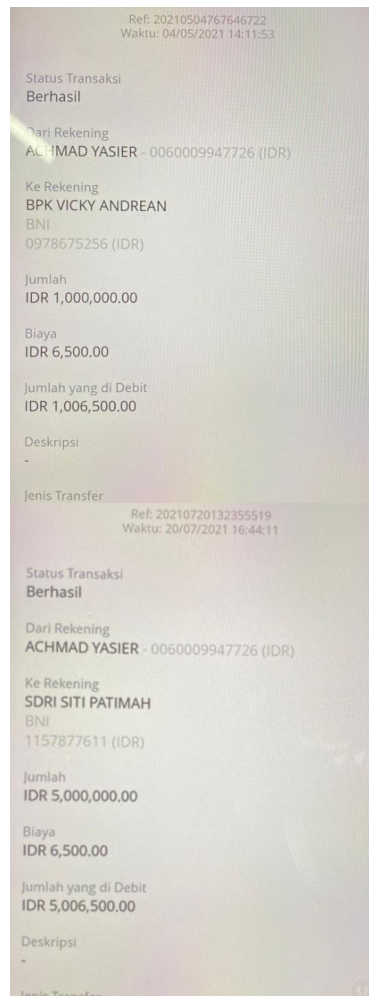 Ref: 20210504767646722
Waktu: 04/05/2021 14:11:53
Status Transaksi
Berhasil
Dari Rekening
ACHMAD YASIER - 0060009947726 (IDR)
Ke Rekening
BPK VICKY ANDREAN
BNI
0978675256 (IDR)
Jumlah
IDR 1,000,000.00
Biaya
IDR 6,500.00
Jumlah yang di Debit
IDR 1,006,500.00
Deskripsi
-
Jenis Transfer
Ref: 20210720132355519
Waktu: 20/07/2021 16:44:11
Status Transaksi
Berhasil
Dari Rekening
ACHMAD YASIER - 0060009947726 (IDR)
Ke Rekening
SDRI SITI PATIMAH
BNI
1157877611 (IDR)
Jumlah
IDR 5,000,000.00
Biaya
IDR 6,500.00
Jumlah yang di Debit
IDR 5,006,500.00
Deskripsi
-
Jenis Transfer